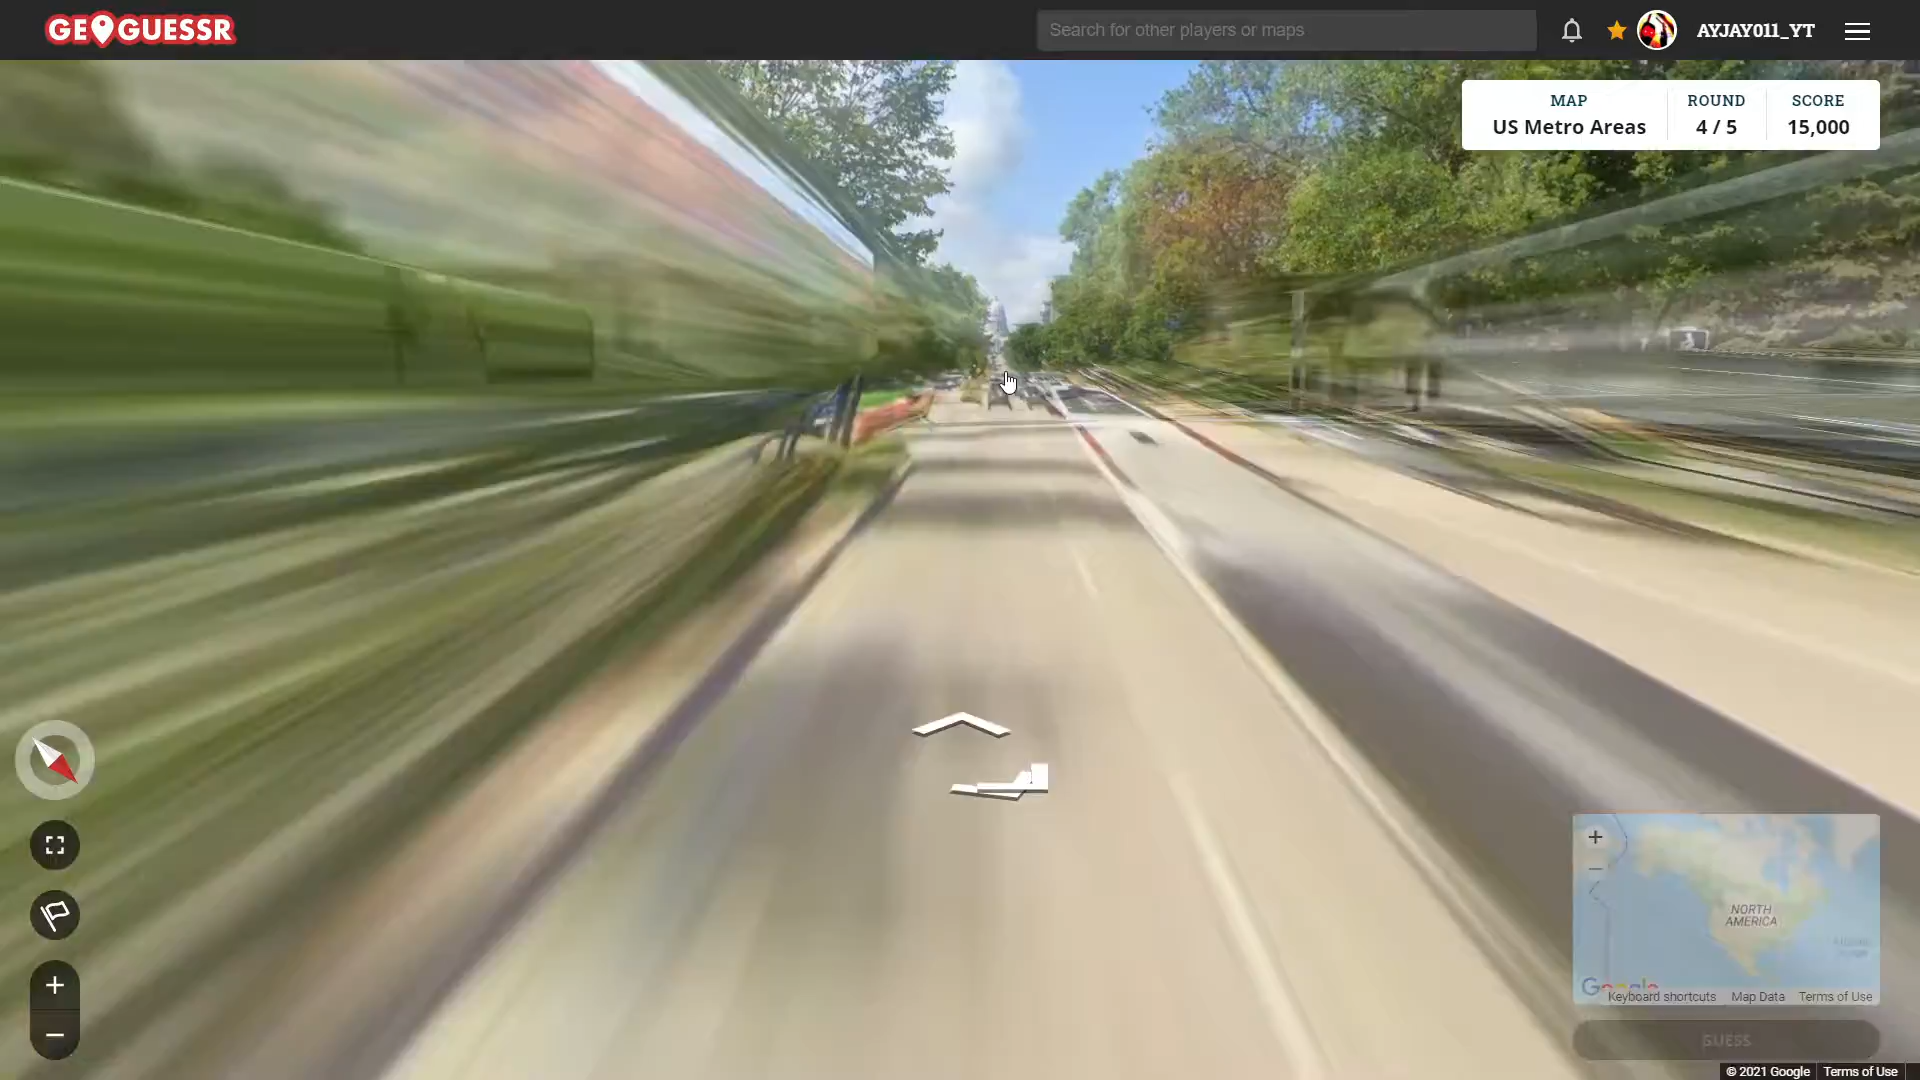 GEOGUESSR
Search for other players or maps
AYJAY011_YT
MAP
US Metro Areas
ROUND
4 / 5
SCORE
15,000
+
−
+
−
NORTH
AMERICA
Google
Keyboard shortcuts
Map Data
Terms of Use
GUESS
© 2021 Google
Terms of Use